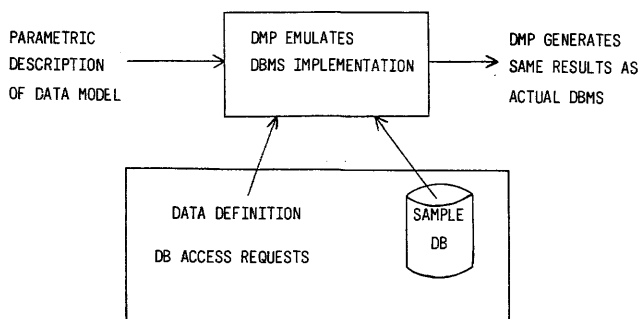 PARAMETRIC
DESCRIPTION
OF DATA MODEL
DMP EMULATES
DBMS IMPLEMENTATION
DMP GENERATES
SAME RESULTS AS
ACTUAL DBMS
DATA DEFINITION
DB ACCESS REQUESTS
SAMPLE
DB